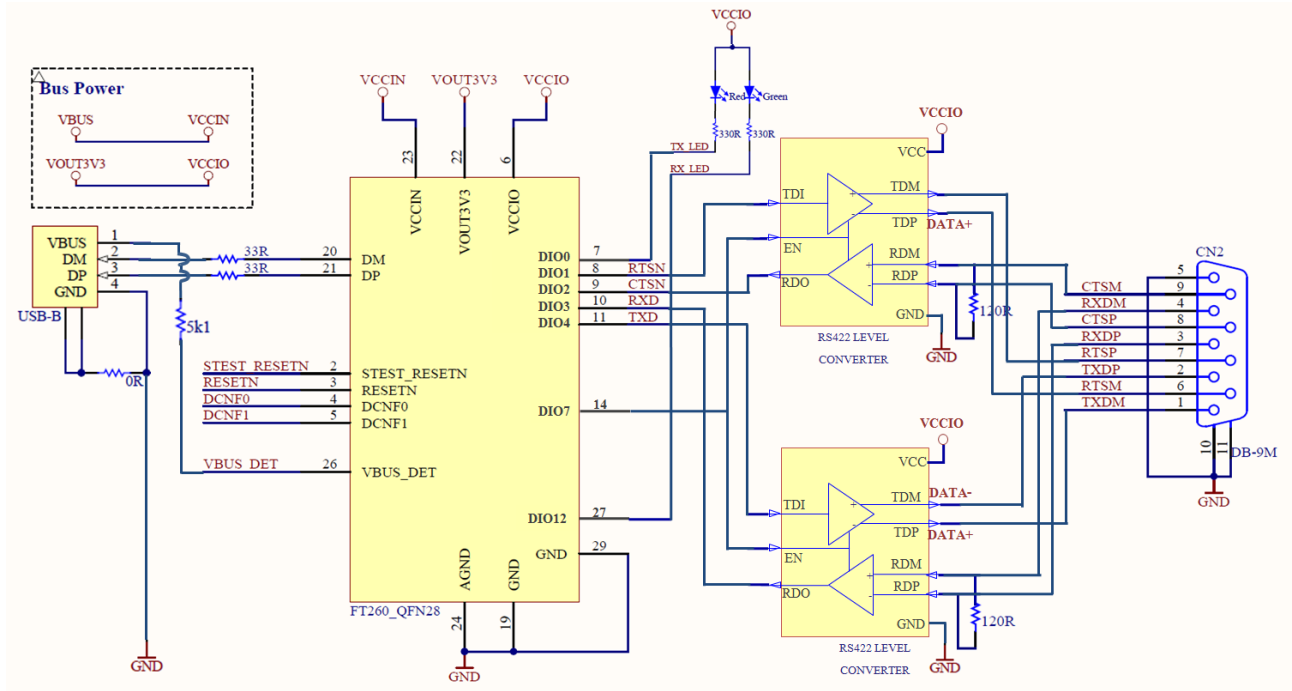 VCCIO
Bus Power
VBUS VCCIN
VOUT3V3 VCCIO
VCCIN VOUT3V3 VCCIO
23 22 6
VCCIN VOUT3V3 VCCIO
Red Green
330R 330R
TX_LED
RX_LED
VBUS 1
DM 2
DP 3
GND 4
USB-B
33R
33R
5k1
0R
GND
20 DM
21 DP
STEST_RESETN 2 STEST_RESETN
RESETN 3 RESETN
DCNF0 4 DCNF0
DCNF1 5 DCNF1
VBUS_DET 26 VBUS_DET
DIO0 7
DIO1 8 RTSN
DIO2 9 CTSN
DIO3 10 RXD
DIO4 11 TXD
DIO7 14
DIO12 27
GND 29
AGND GND
24 19
FT260_QFN28
GND
VCCIO
VCC
TDI TDM
+
- TDP DATA+
EN
RDM
+ RDP
RDO -
GND
120R
GND
RS422 LEVEL
CONVERTER
VCCIO
VCC
TDM DATA-
TDI +
- TDP DATA+
EN
RDM
+ RDP
RDO -
GND
120R
GND
RS422 LEVEL
CONVERTER
CN2
5
CTSM 9
RXDM 4
CTSP 8
RXDP 3
RTSP 7
TXDP 2
RTSM 6
TXDM 1
10 11 DB-9M
GND